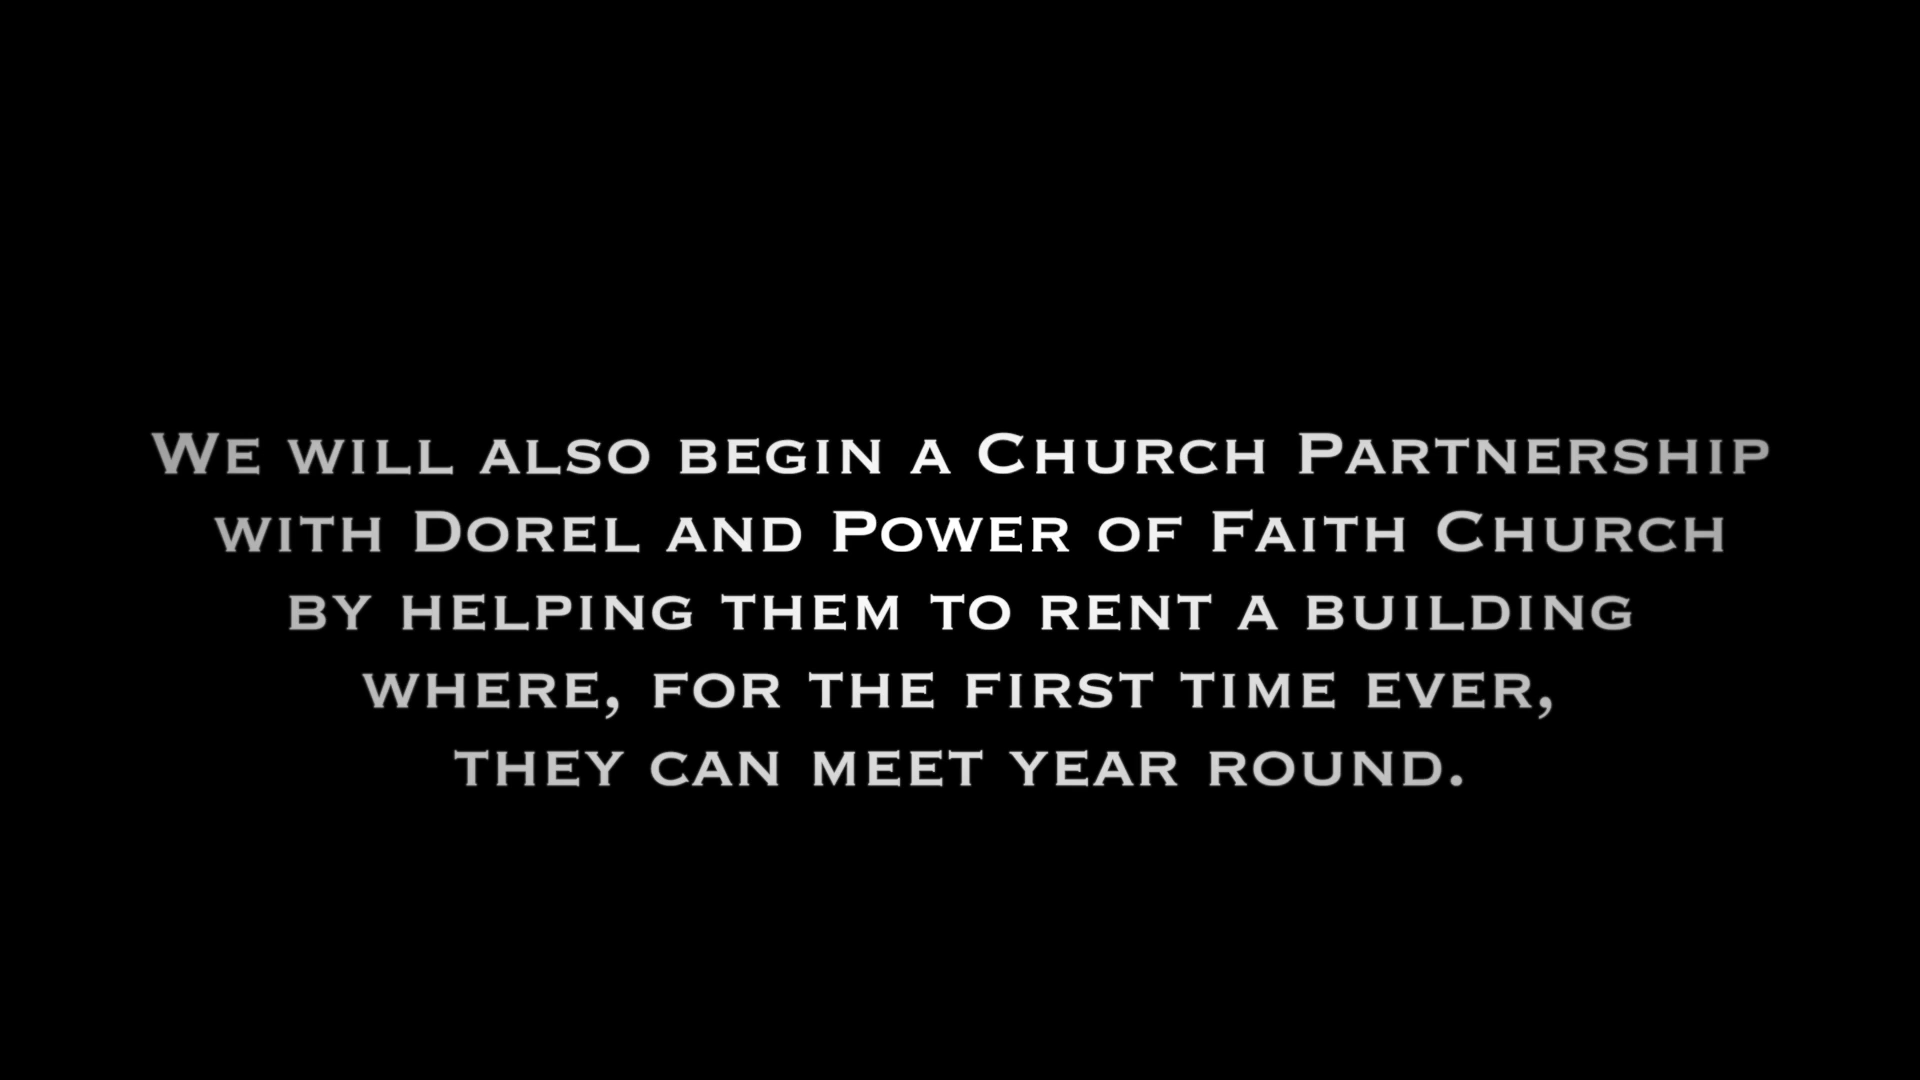 We will also begin a Church Partnership
with Dorel and Power of Faith Church
by helping them to rent a building
where, for the first time ever,
they can meet year round.